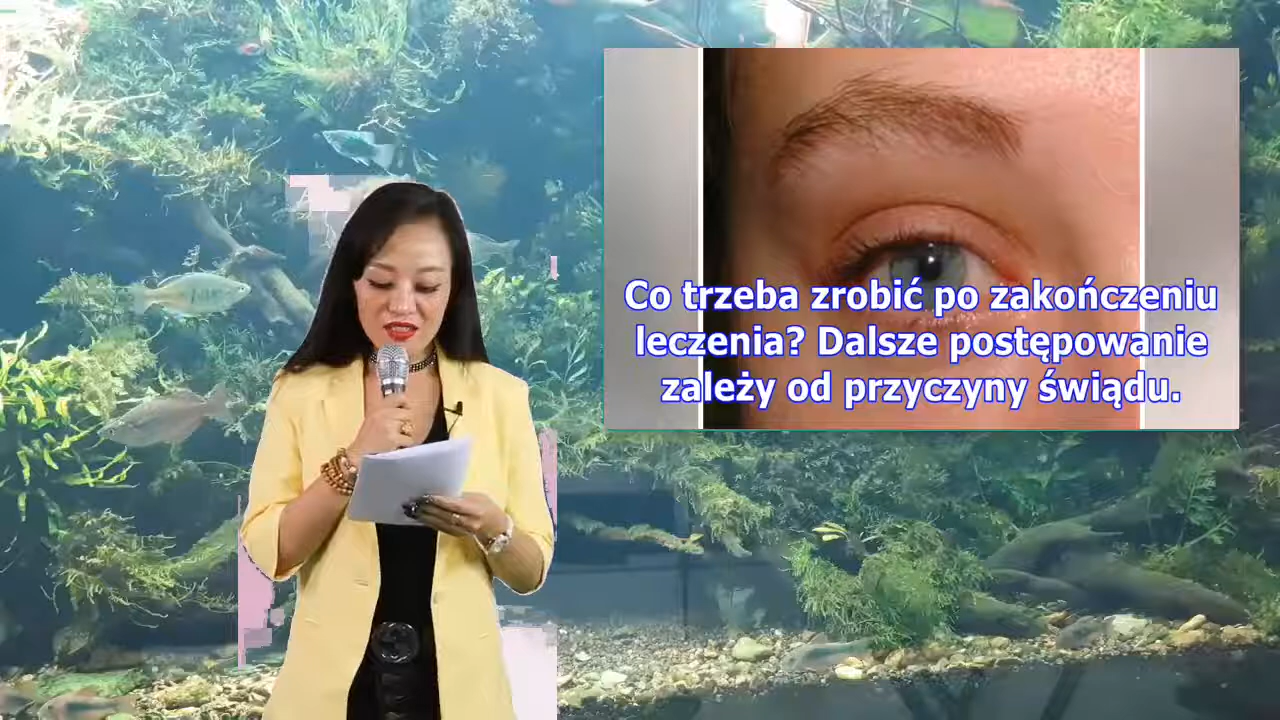 Co trzeba zrobić po zakończeniu
leczenia? Dalsze postępowanie
zależy od przyczyny świądu.